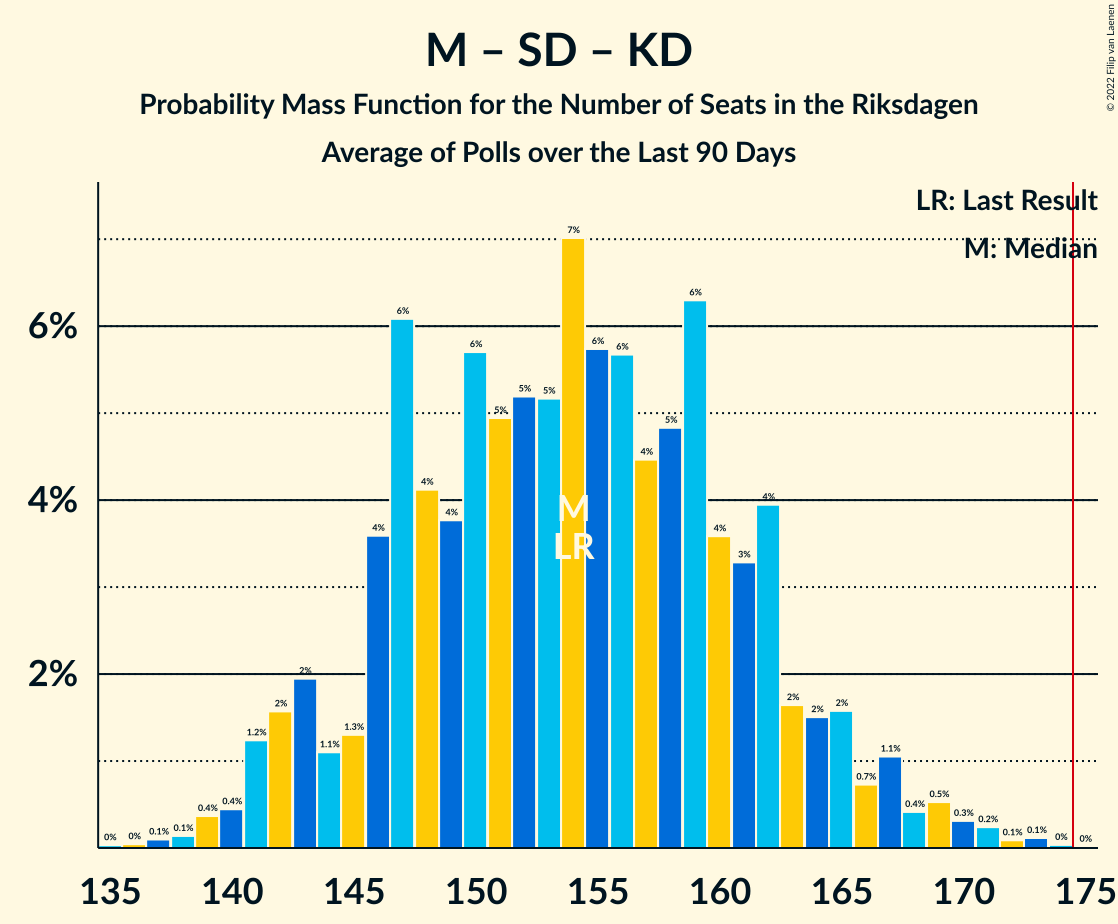 M – SD – KD
Probability Mass Function for the Number of Seats in the Riksdagen
Average of Polls over the Last 90 Days
© 2022 Filip van Laenen
LR: Last Result
M: Median
6%
4%
2%
0% 0% 0.1% 0.1% 0.4% 0.4% 1.2% 2% 2% 1.1% 1.3% 4% 6% 4% 4% 6% 5% 5% 5% 7% 6% 6% 4% 5% 6% 4% 3% 4% 2% 2% 2% 0.7% 1.1% 0.4% 0.5% 0.3% 0.2% 0.1% 0.1% 0% 0%
M
LR
135 140 145 150 155 160 165 170 175